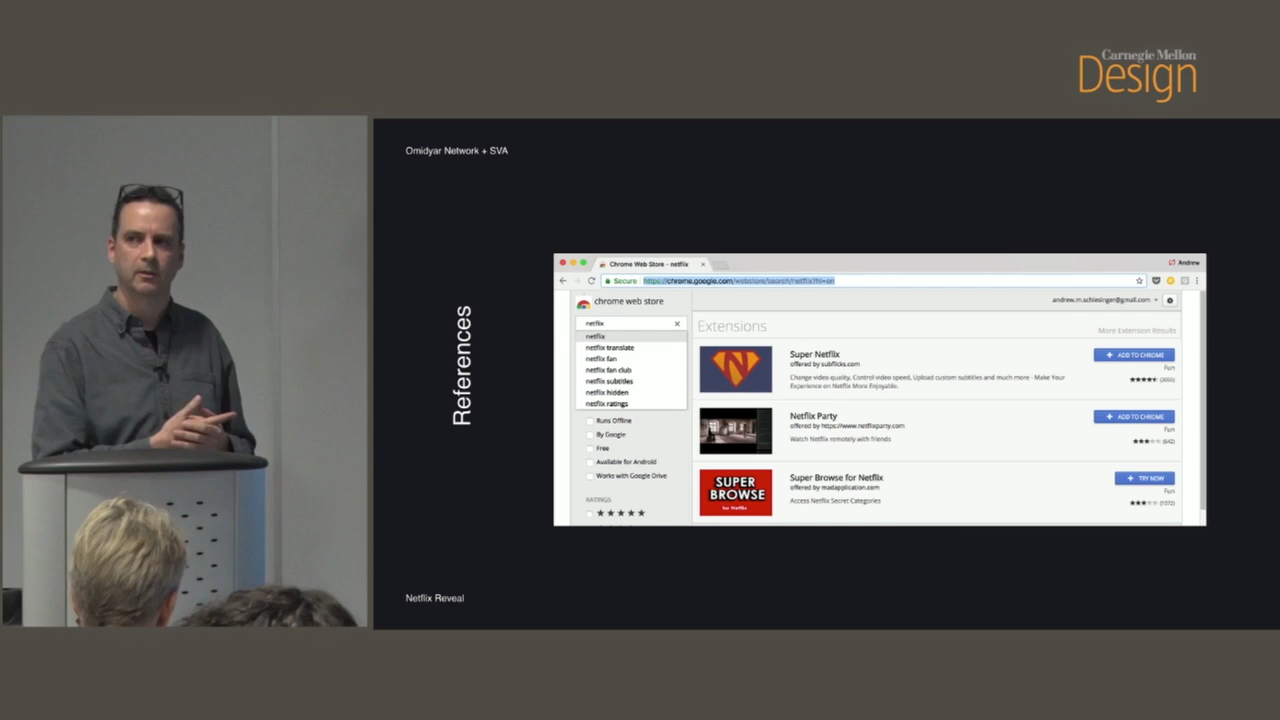 Carnegie Mellon
Design
Omidyar Network + SVA
References
Chrome Web Store - netflix
Andrew
Secure https://chrome.google.com/webstore/search/netflix?hl=en
chrome web store
andrew.m.schlesinger@gmail.com
netflix
netflix
netflix translate
netflix fan
netflix fan club
netflix subtitles
netflix hidden
netflix ratings
Runs Offline
By Google
Free
Available for Android
Works with Google Drive
RATINGS
Extensions
More Extension Results
Super Netflix
offered by subflicks.com
Change video quality, Control video speed, Upload custom subtitles and much more - Make Your
Experience on Netflix More Enjoyable.
ADD TO CHROME
Fun
Netflix Party
offered by https://www.netflixparty.com
Watch Netflix remotely with friends
ADD TO CHROME
Fun
(642)
SUPER
BROWSE
for Netflix
Super Browse for Netflix
offered by madapplication.com
Access Netflix Secret Categories
TRY NOW
Fun
Netflix Reveal